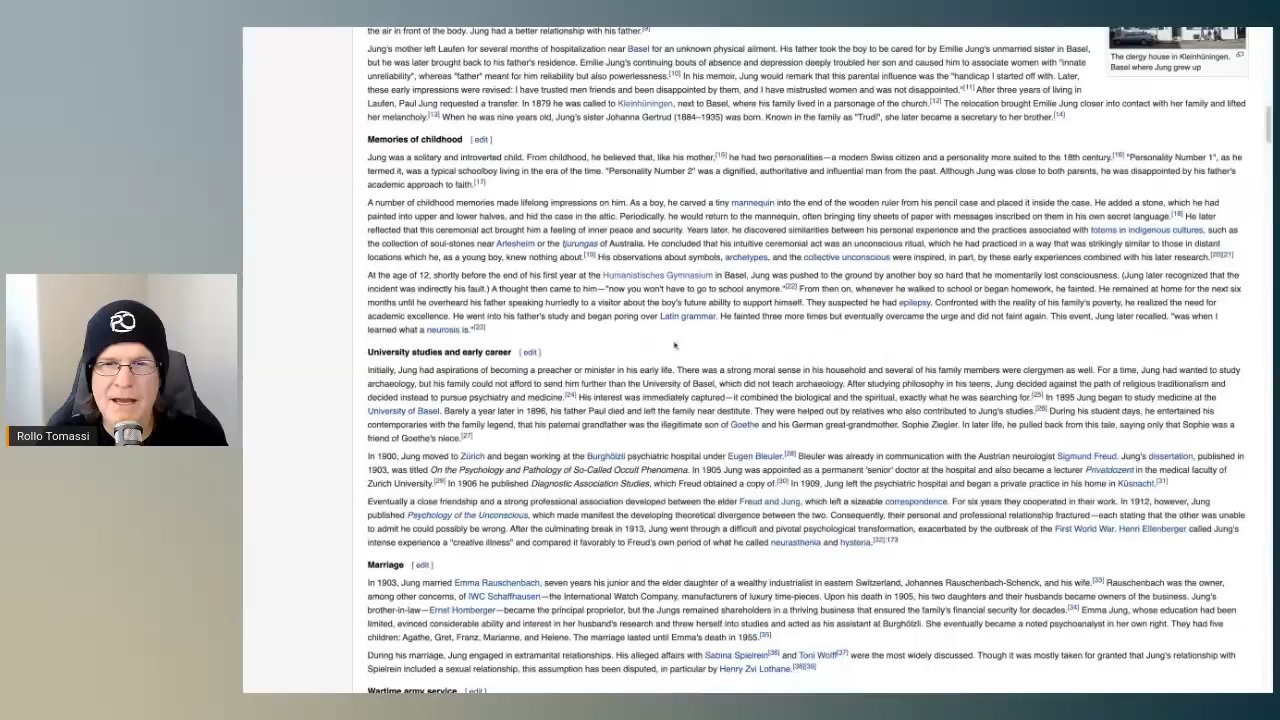 the air in front of the body. Jung had a better relationship with his father.[9]
Jung's mother left Laufen for several months of hospitalization near Basel for an unknown physical ailment. His father took the boy to be cared for by Emilie Jung's unmarried sister in Basel,
but he was later brought back to his father's residence. Emilie Jung's continuing bouts of absence and depression deeply troubled her son and caused him to associate women with "innate
unreliability", whereas "father" meant for him reliability but also powerlessness.[10] In his memoir, Jung would remark that this parental influence was the "handicap I started off with. Later,
these early impressions were revised: I have trusted men friends and been disappointed by them, and I have mistrusted women and was not disappointed."[11] After three years of living in
Laufen, Paul Jung requested a transfer. In 1879 he was called to Kleinhüningen, next to Basel, where his family lived in a parsonage of the church.[12] The relocation brought Emilie Jung closer into contact with her family and lifted
her melancholy.[13] When he was nine years old, Jung's sister Johanna Gertrud (1884–1935) was born. Known in the family as "Trudi", she later became a secretary to her brother.[14]
The clergy house in Kleinhüningen,
Basel where Jung grew up
Memories of childhood [ edit ]
Jung was a solitary and introverted child. From childhood, he believed that, like his mother,[15] he had two personalities—a modern Swiss citizen and a personality more suited to the 18th century.[16] "Personality Number 1", as he
termed it, was a typical schoolboy living in the era of the time. "Personality Number 2" was a dignified, authoritative and influential man from the past. Although Jung was close to both parents, he was disappointed by his father's
academic approach to faith.[17]
A number of childhood memories made lifelong impressions on him. As a boy, he carved a tiny mannequin into the end of the wooden ruler from his pencil case and placed it inside the case. He added a stone, which he had
painted into upper and lower halves, and hid the case in the attic. Periodically, he would return to the mannequin, often bringing tiny sheets of paper with messages inscribed on them in his own secret language.[18] He later
reflected that this ceremonial act brought him a feeling of inner peace and security. Years later, he discovered similarities between his personal experience and the practices associated with totems in indigenous cultures, such as
the collection of soul-stones near Arlesheim or the tjurungas of Australia. He concluded that his intuitive ceremonial act was an unconscious ritual, which he had practiced in a way that was strikingly similar to those in distant
locations which he, as a young boy, knew nothing about.[19] His observations about symbols, archetypes, and the collective unconscious were inspired, in part, by these early experiences combined with his later research.[20][21]
At the age of 12, shortly before the end of his first year at the Humanistisches Gymnasium in Basel, Jung was pushed to the ground by another boy so hard that he momentarily lost consciousness. (Jung later recognized that the
incident was indirectly his fault.) A thought then came to him—"now you won't have to go to school anymore."[22] From then on, whenever he walked to school or began homework, he fainted. He remained at home for the next six
months until he overheard his father speaking hurriedly to a visitor about the boy's future ability to support himself. They suspected he had epilepsy. Confronted with the reality of his family's poverty, he realized the need for
academic excellence. He went into his father's study and began poring over Latin grammar. He fainted three more times but eventually overcame the urge and did not faint again. This event, Jung later recalled, "was when I
learned what a neurosis is."[23]
University studies and early career [ edit ]
Initially, Jung had aspirations of becoming a preacher or minister in his early life. There was a strong moral sense in his household and several of his family members were clergymen as well. For a time, Jung had wanted to study
archaeology, but his family could not afford to send him further than the University of Basel, which did not teach archaeology. After studying philosophy in his teens, Jung decided against the path of religious traditionalism and
decided instead to pursue psychiatry and medicine.[24] His interest was immediately captured—it combined the biological and the spiritual, exactly what he was searching for.[25] In 1895 Jung began to study medicine at the
University of Basel. Barely a year later in 1896, his father Paul died and left the family near destitute. They were helped out by relatives who also contributed to Jung's studies.[26] During his student days, he entertained his
contemporaries with the family legend, that his paternal grandfather was the illegitimate son of Goethe and his German great-grandmother, Sophie Ziegler. In later life, he pulled back from this tale, saying only that Sophie was a
friend of Goethe's niece.[27]
In 1900, Jung moved to Zürich and began working at the Burghölzli psychiatric hospital under Eugen Bleuler.[28] Bleuler was already in communication with the Austrian neurologist Sigmund Freud. Jung's dissertation, published in
1903, was titled On the Psychology and Pathology of So-Called Occult Phenomena. In 1905 Jung was appointed as a permanent 'senior' doctor at the hospital and also became a lecturer Privatdozent in the medical faculty of
Zurich University.[29] In 1906 he published Diagnostic Association Studies, which Freud obtained a copy of.[30] In 1909, Jung left the psychiatric hospital and began a private practice in his home in Küsnacht.[31]
Eventually a close friendship and a strong professional association developed between the elder Freud and Jung, which left a sizeable correspondence. For six years they cooperated in their work. In 1912, however, Jung
published Psychology of the Unconscious, which made manifest the developing theoretical divergence between the two. Consequently, their personal and professional relationship fractured—each stating that the other was unable
to admit he could possibly be wrong. After the culminating break in 1913, Jung went through a difficult and pivotal psychological transformation, exacerbated by the outbreak of the First World War. Henri Ellenberger called Jung's
intense experience a "creative illness" and compared it favorably to Freud's own period of what he called neurasthenia and hysteria.[32]:173
Marriage [ edit ]
In 1903, Jung married Emma Rauschenbach, seven years his junior and the elder daughter of a wealthy industrialist in eastern Switzerland, Johannes Rauschenbach-Schenck, and his wife.[33] Rauschenbach was the owner,
among other concerns, of IWC Schaffhausen—the International Watch Company, manufacturers of luxury time-pieces. Upon his death in 1905, his two daughters and their husbands became owners of the business. Jung's
brother-in-law—Ernst Homberger—became the principal proprietor, but the Jungs remained shareholders in a thriving business that ensured the family's financial security for decades.[34] Emma Jung, whose education had been
limited, evinced considerable ability and interest in her husband's research and threw herself into studies and acted as his assistant at Burghölzli. She eventually became a noted psychoanalyst in her own right. They had five
children: Agathe, Gret, Franz, Marianne, and Helene. The marriage lasted until Emma's death in 1955.[35]
During his marriage, Jung engaged in extramarital relationships. His alleged affairs with Sabina Spielrein[36] and Toni Wolff[37] were the most widely discussed. Though it was mostly taken for granted that Jung's relationship with
Spielrein included a sexual relationship, this assumption has been disputed, in particular by Henry Zvi Lothane.[38][39]
Wartime army service [ edit ]
Rollo Tomassi